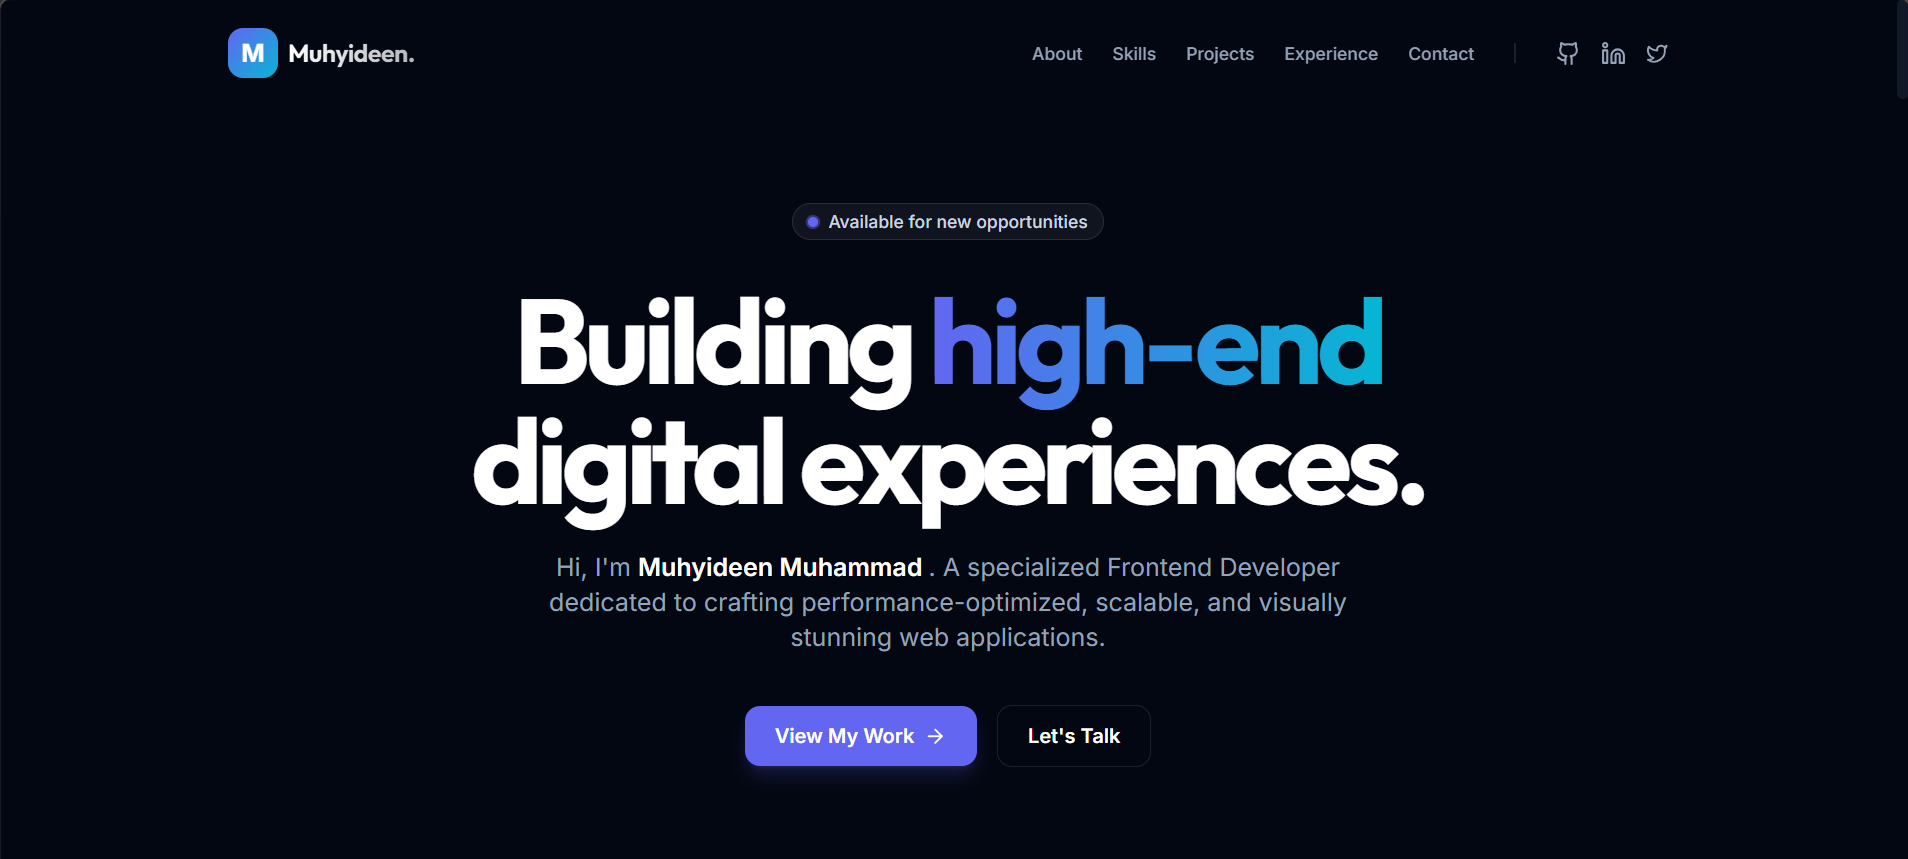 M Muhyideen.
About Skills Projects Experience Contact
Available for new opportunities
Building high-end
digital experiences.
Hi, I'm Muhyideen Muhammad . A specialized Frontend Developer
dedicated to crafting performance-optimized, scalable, and visually
stunning web applications.
View My Work → Let's Talk